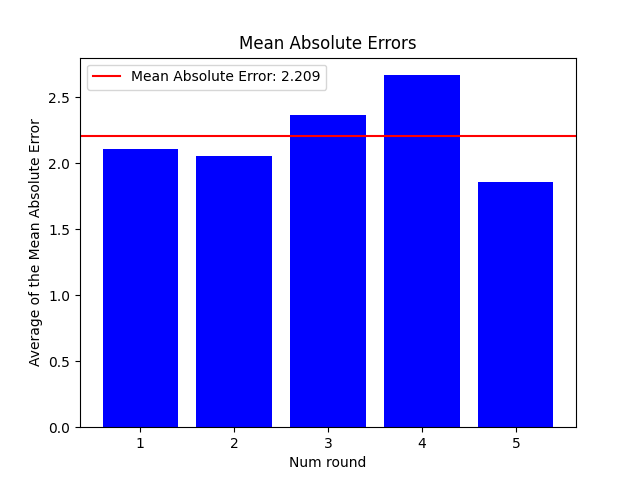 Mean Absolute Errors
Mean Absolute Error: 2.209
Average of the Mean Absolute Error
2.5
2.0
1.5
1.0
0.5
0.0
1 2 3 4 5
Num round